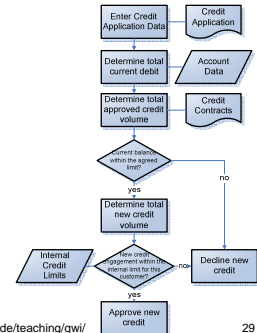 Enter Credit
Application Data
Credit
Application
Determine total
current debit
Account
Data
Determine total
approved credit
volume
Credit
Contracts
Current balance
within the agreed
limit?
no
yes
Determine total
new credit
volume
Internal
Credit
Limits
New credit
engagement within the
internal limit for this
customer?
no
Decline new
credit
yes
Approve new
credit
de/teaching/qwi/
29